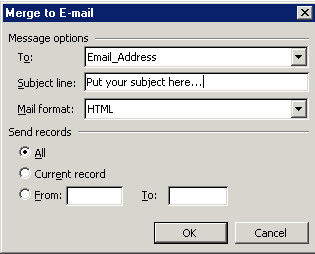 Merge to E-mail
Message options
To: Email_Address
Subject line: Put your subject here...
Mail format: HTML
Send records
All
Current record
From: To:
OK Cancel